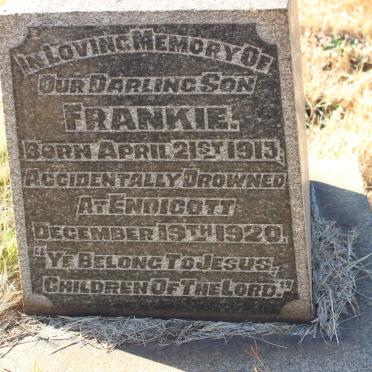 IN LOVING MEMORY OF
OUR DARLING SON
FRANKIE.
BORN APRIL 21ST 1913,
ACCIDENTALLY DROWNED
AT ENDICOTT
DECEMBER 19TH 1920.
"YE BELONG TO JESUS,
CHILDREN OF THE LORD."